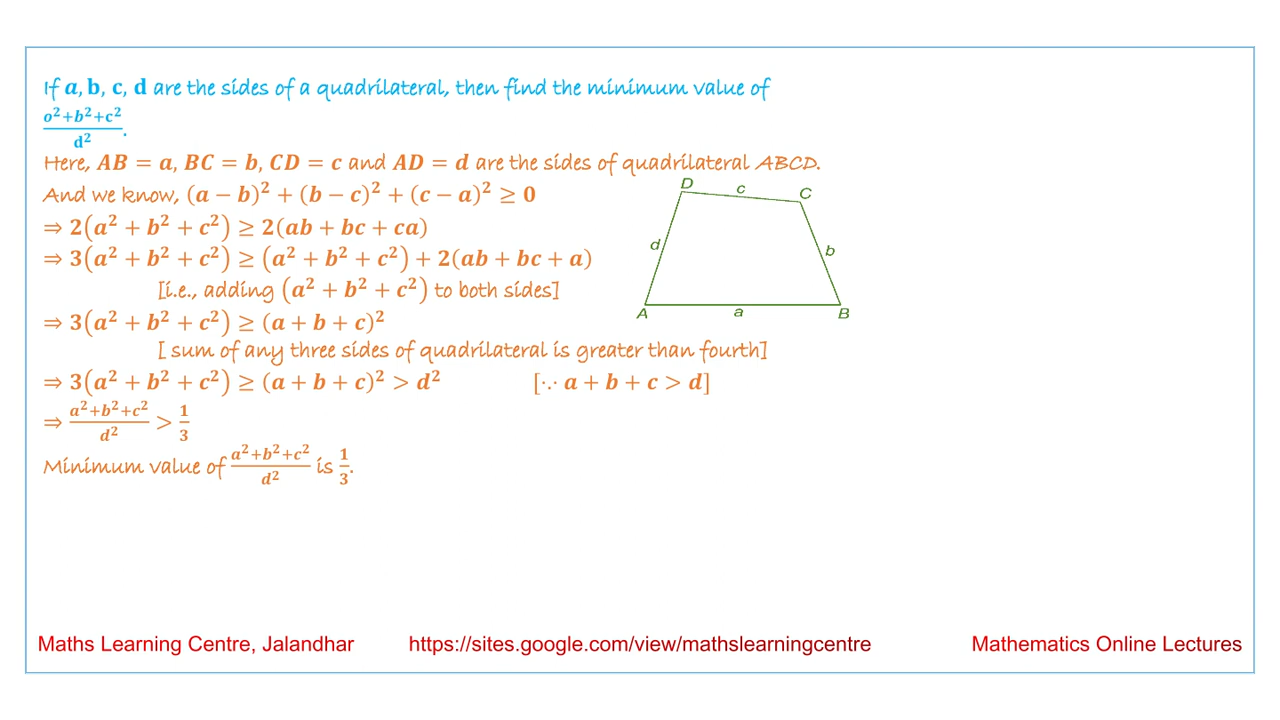 If a, b, c, d are the sides of a quadrilateral, then find the minimum value of
(o²+b²+c²)/d².
Here, AB = a, BC = b, CD = c and AD = d are the sides of quadrilateral ABCD.
And we know, (a − b)² + (b − c)² + (c − a)² ≥ 0
⇒ 2(a² + b² + c²) ≥ 2(ab + bc + ca)
⇒ 3(a² + b² + c²) ≥ (a² + b² + c²) + 2(ab + bc + a)
[i.e., adding (a² + b² + c²) to both sides]
⇒ 3(a² + b² + c²) ≥ (a + b + c)²
[ sum of any three sides of quadrilateral is greater than fourth]
⇒ 3(a² + b² + c²) ≥ (a + b + c)² > d² [∵ a + b + c > d]
⇒ (a²+b²+c²)/d² > 1/3
Minimum value of (a²+b²+c²)/d² is 1/3.
D c C
d b
A a B
Maths Learning Centre, Jalandhar https://sites.google.com/view/mathslearningcentre Mathematics Online Lectures